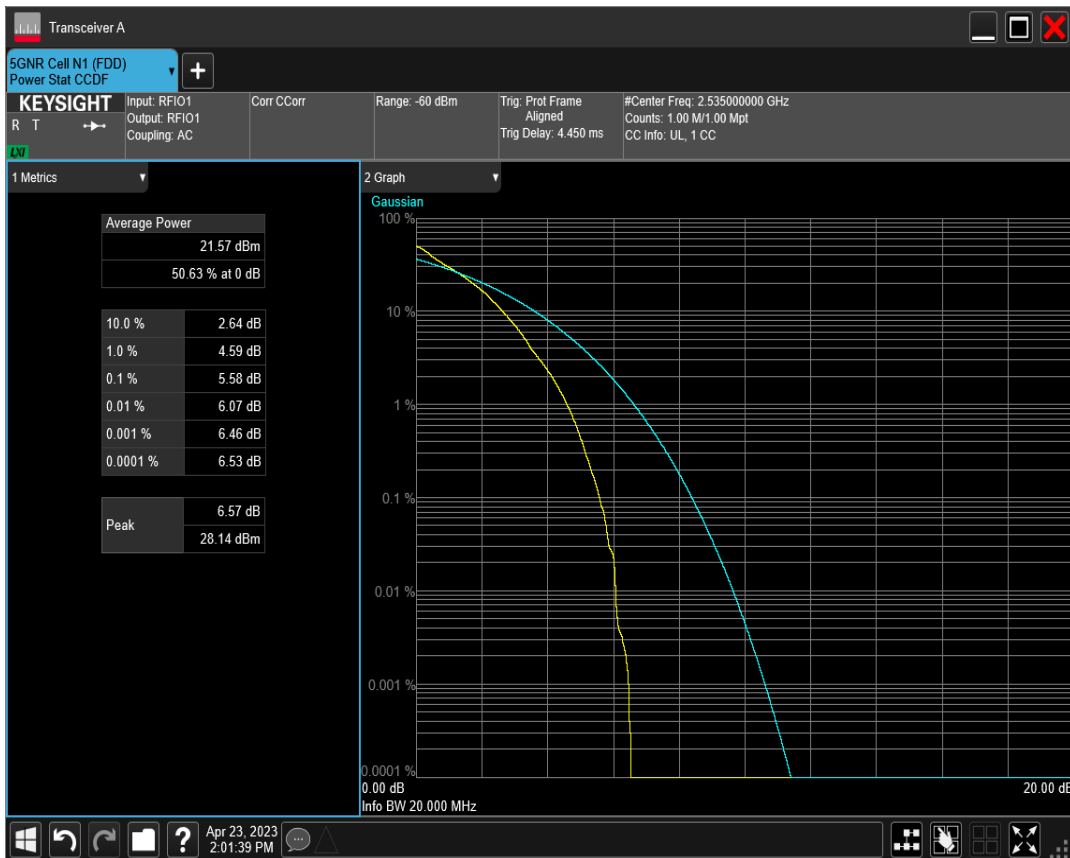 Transceiver A
5GNR Cell N1 (FDD)
Power Stat CCDF
KEYSIGHT
R T
LXI
Input: RFIO1
Output: RFIO1
Coupling: AC
Corr CCorr
Range: -60 dBm
Trig: Prot Frame
Aligned
Trig Delay: 4.450 ms
#Center Freq: 2.535000000 GHz
Counts: 1.00 M/1.00 Mpt
CC Info: UL, 1 CC
1 Metrics
Average Power
21.57 dBm
50.63 % at 0 dB
10.0 % 2.64 dB
1.0 % 4.59 dB
0.1 % 5.58 dB
0.01 % 6.07 dB
0.001 % 6.46 dB
0.0001 % 6.53 dB
Peak
6.57 dB
28.14 dBm
2 Graph
Gaussian
100 %
10 %
1 %
0.1 %
0.01 %
0.001 %
0.0001 %
0.00 dB 20.00 dB
Info BW 20.000 MHz
Apr 23, 2023
2:01:39 PM